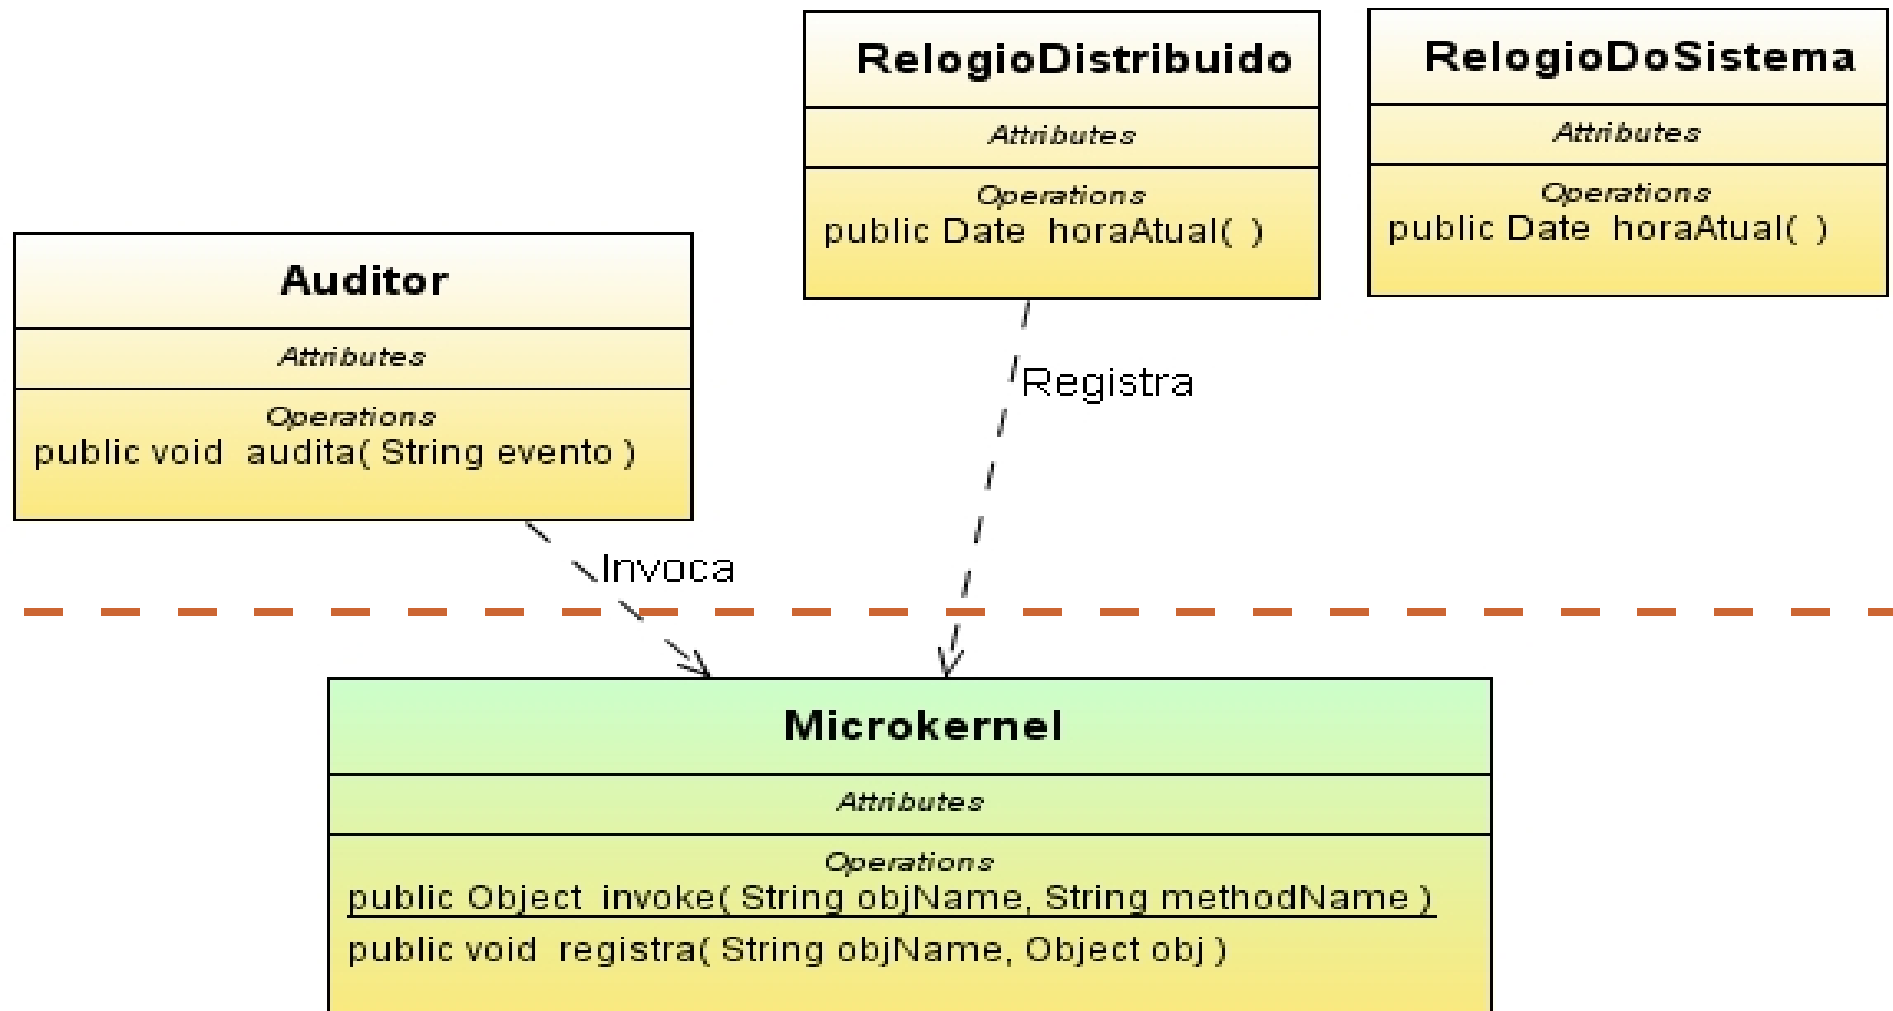 RelogioDistribuido
Attributes
Operations
public Date horaAtual( )
RelogioDoSistema
Attributes
Operations
public Date horaAtual( )
Auditor
Attributes
Operations
public void audita( String evento )
Registra
Invoca
Microkernel
Attributes
Operations
public Object invoke( String objName, String methodName )
public void registra( String objName, Object obj )